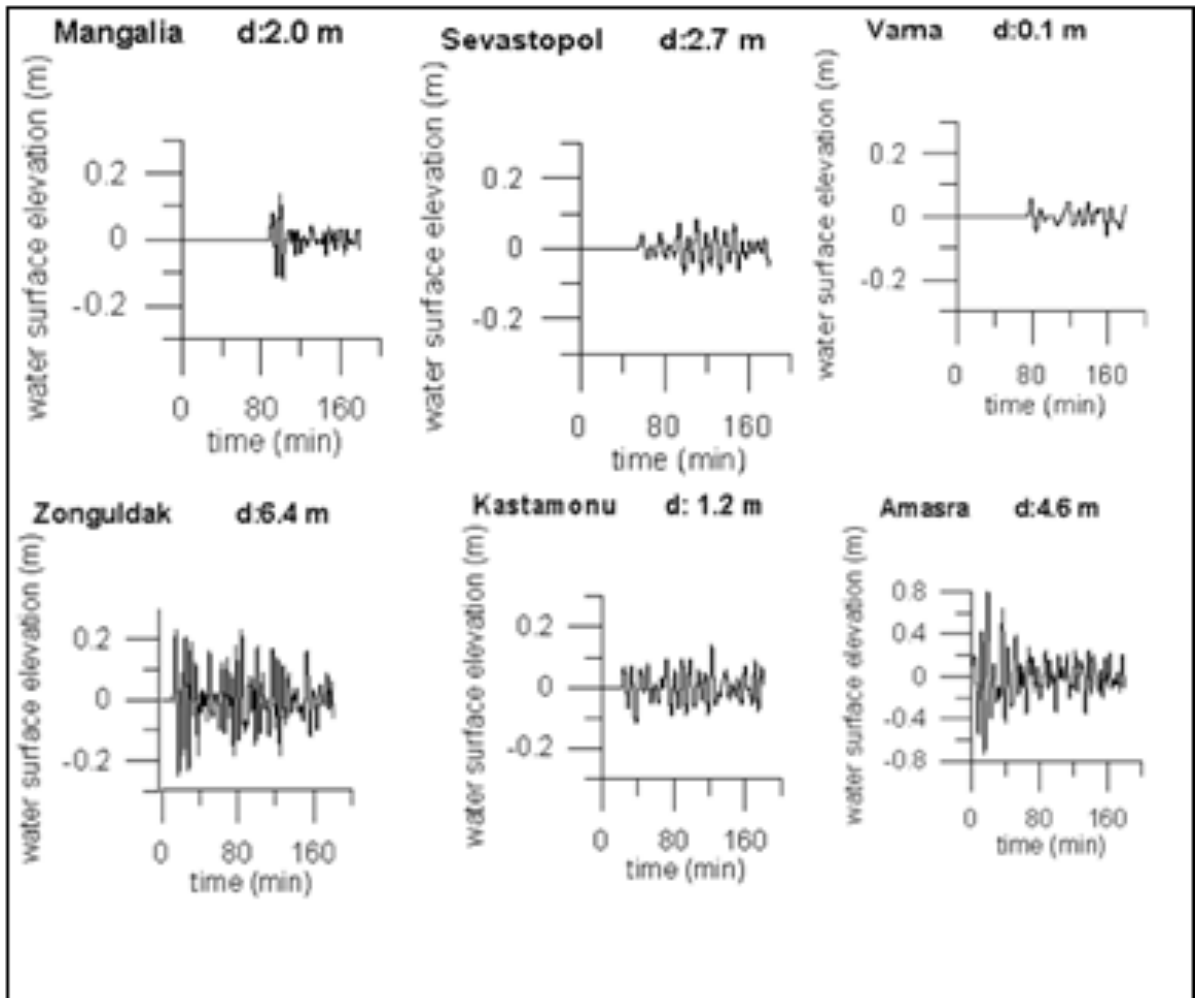 Mangalia d:2.0 m
water surface elevation (m)
0.2
0
-0.2
0 80 160
time (min)
Sevastopol d:2.7 m
water surface elevation (m)
0.2
0
-0.2
0 80 160
time (min)
Varna d:0.1 m
water surface elevation (m)
0.2
0
-0.2
0 80 160
time (min)
Zonguldak d:6.4 m
water surface elevation (m)
0.2
0
-0.2
0 80 160
time (min)
Kastamonu d: 1.2 m
water surface elevation (m)
0.2
0
-0.2
0 80 160
time (min)
Amasra d:4.6 m
water surface elevation (m)
0.8
0.4
0
-0.4
-0.8
0 80 160
time (min)